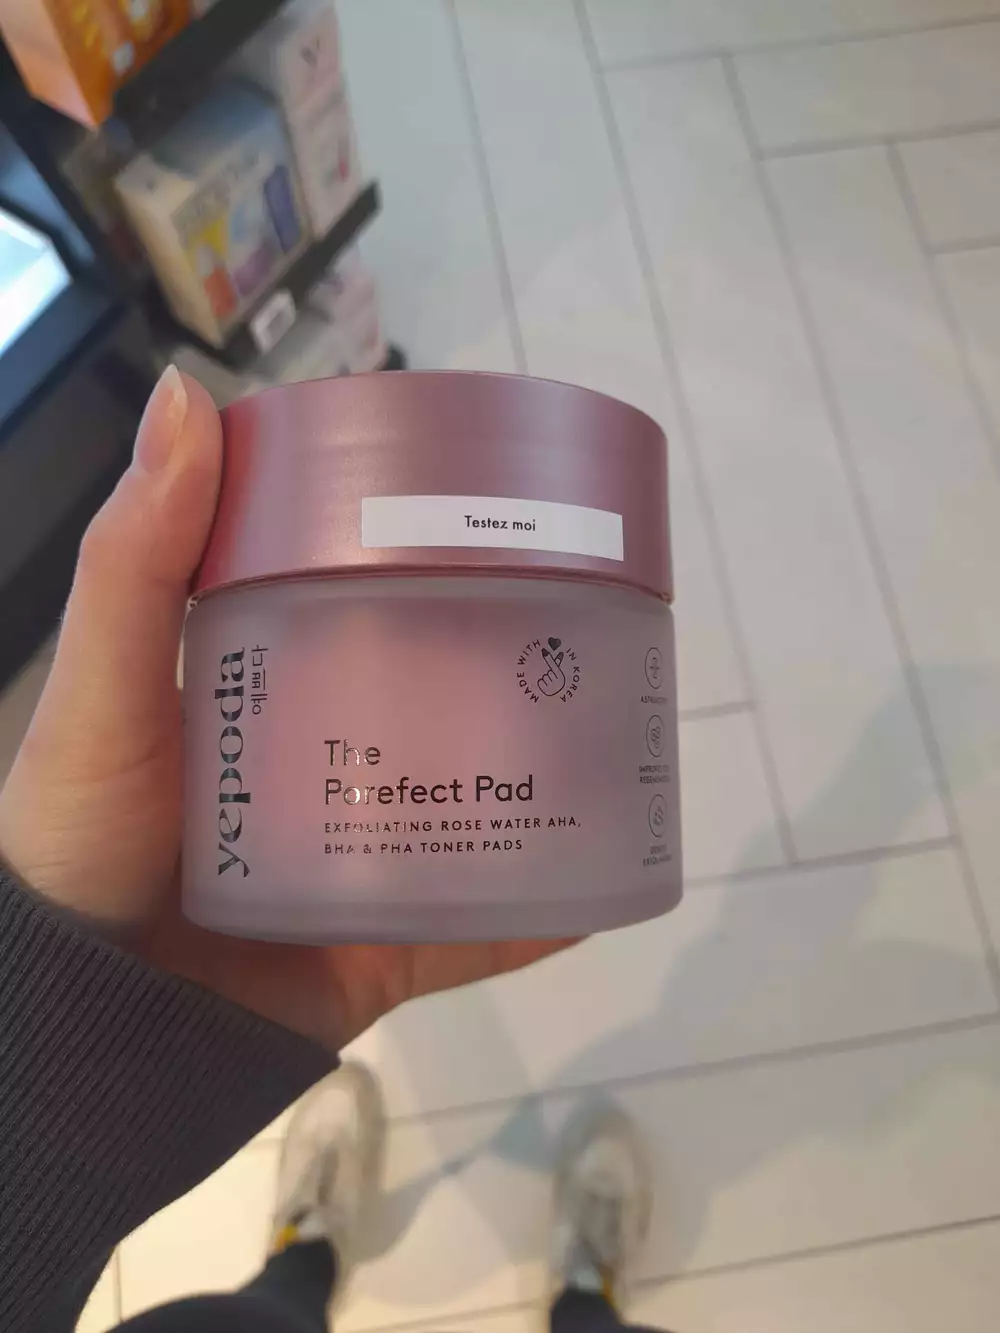 Testez moi
yepoda
예쁘다
MADE WITH IN KOREA
The
Porefect Pad
EXFOLIATING ROSE WATER AHA,
BHA & PHA TONER PADS